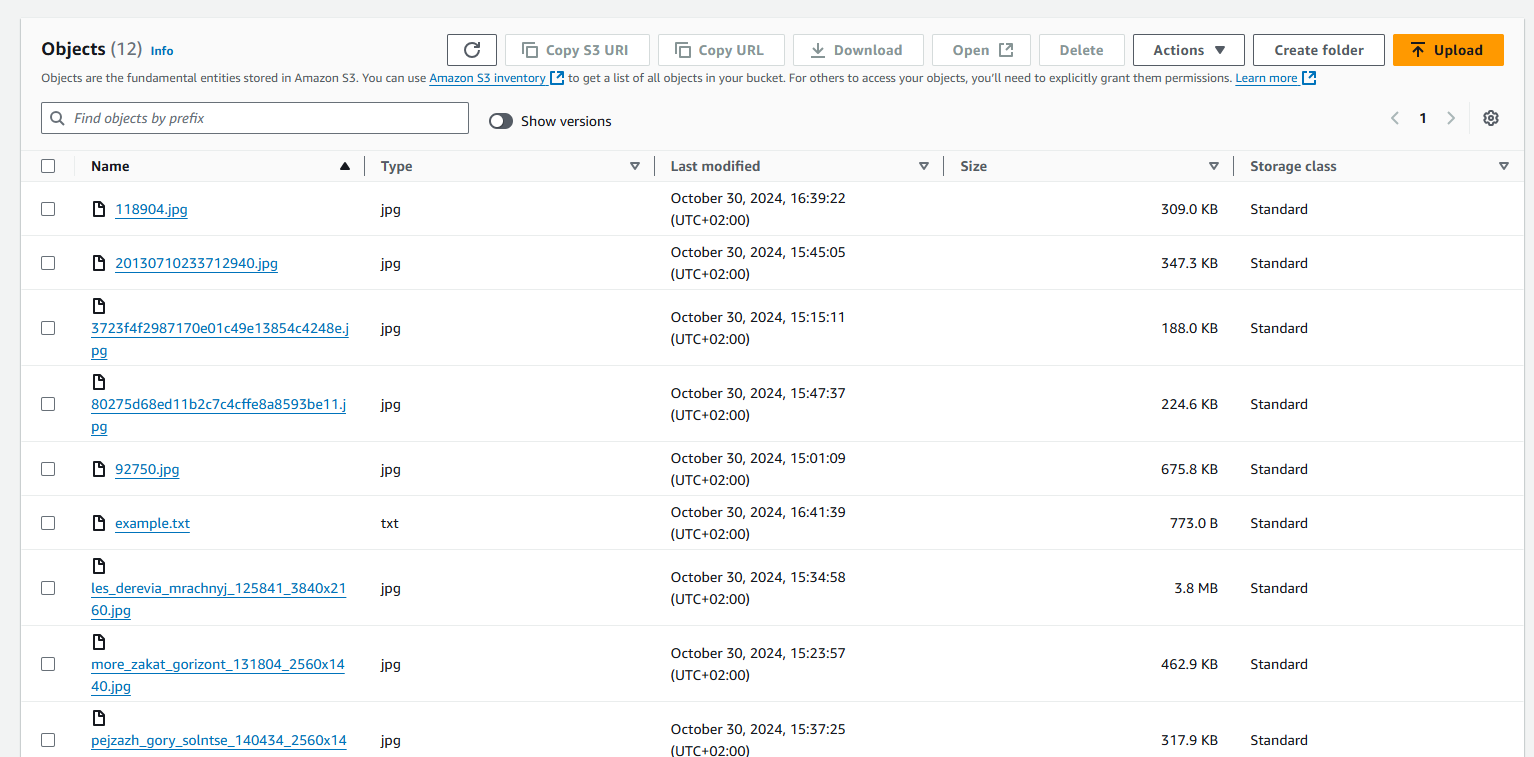 Objects (12) Info
Copy S3 URI
Copy URL
Download
Open
Delete
Actions
Create folder
Upload
Objects are the fundamental entities stored in Amazon S3. You can use Amazon S3 inventory to get a list of all objects in your bucket. For others to access your objects, you'll need to explicitly grant them permissions. Learn more
Find objects by prefix
Show versions
1
Name Type Last modified Size Storage class
118904.jpg jpg October 30, 2024, 16:39:22 309.0 KB Standard
(UTC+02:00)
20130710233712940.jpg jpg October 30, 2024, 15:45:05 347.3 KB Standard
(UTC+02:00)
3723f4f2987170e01c49e13854c4248e.j jpg October 30, 2024, 15:15:11 188.0 KB Standard
pg (UTC+02:00)
80275d68ed11b2c7c4cffe8a8593be11.j jpg October 30, 2024, 15:47:37 224.6 KB Standard
pg (UTC+02:00)
92750.jpg jpg October 30, 2024, 15:01:09 675.8 KB Standard
(UTC+02:00)
example.txt txt October 30, 2024, 16:41:39 773.0 B Standard
(UTC+02:00)
les_derevia_mrachnyj_125841_3840x21 jpg October 30, 2024, 15:34:58 3.8 MB Standard
60.jpg (UTC+02:00)
more_zakat_gorizont_131804_2560x14 jpg October 30, 2024, 15:23:57 462.9 KB Standard
40.jpg (UTC+02:00)
pejzazh_gory_solntse_140434_2560x14 jpg October 30, 2024, 15:37:25 317.9 KB Standard
(UTC+02:00)